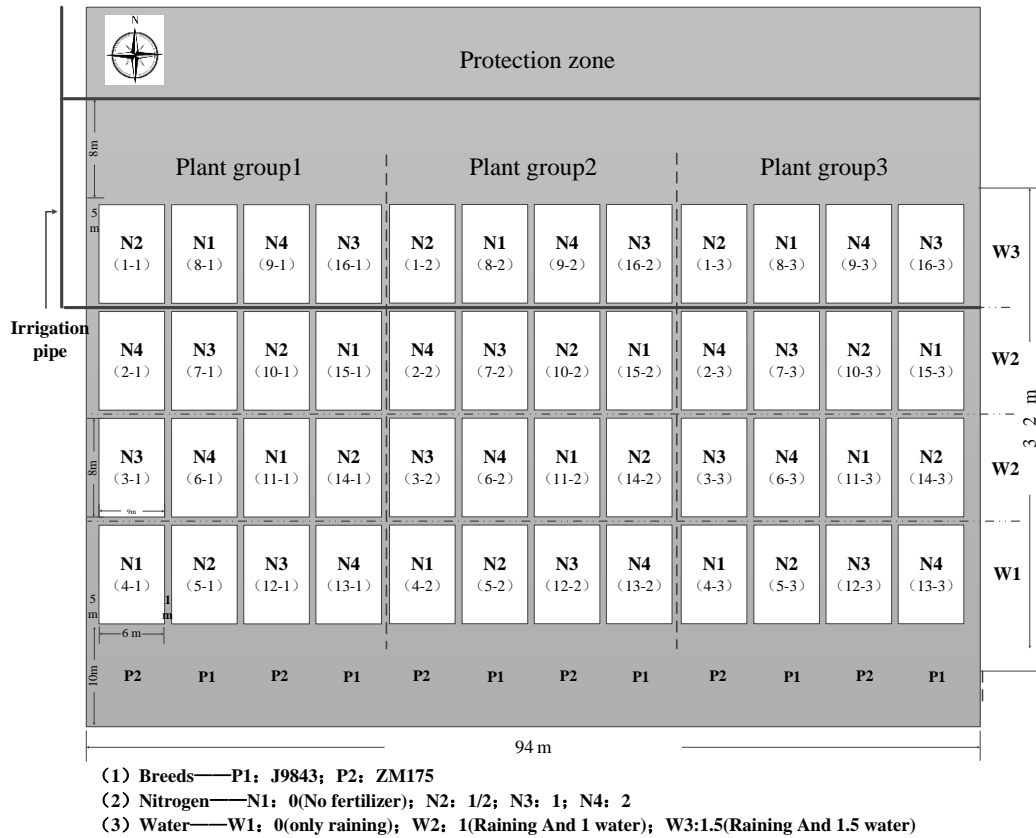 N
Protection zone
8m
Plant group1 Plant group2 Plant group3
5 m
N2 N1 N4 N3 N2 N1 N4 N3 N2 N1 N4 N3 W3
(1-1) (8-1) (9-1) (16-1) (1-2) (8-2) (9-2) (16-2) (1-3) (8-3) (9-3) (16-3)
Irrigation
pipe
N4 N3 N2 N1 N4 N3 N2 N1 N4 N3 N2 N1 W2
(2-1) (7-1) (10-1) (15-1) (2-2) (7-2) (10-2) (15-2) (2-3) (7-3) (10-3) (15-3)
3 2 m
8m
N3 N4 N1 N2 N3 N4 N1 N2 N3 N4 N1 N2 W2
(3-1) (6-1) (11-1) (14-1) (3-2) (6-2) (11-2) (14-2) (3-3) (6-3) (11-3) (14-3)
9m
N1 N2 N3 N4 N1 N2 N3 N4 N1 N2 N3 N4 W1
(4-1) (5-1) (12-1) (13-1) (4-2) (5-2) (12-2) (13-2) (4-3) (5-3) (12-3) (13-3)
5 m 1 m
6 m
10m
P2 P1 P2 P1 P2 P1 P2 P1 P2 P1 P2 P1
94 m
(1) Breeds——P1: J9843; P2: ZM175
(2) Nitrogen——N1: 0(No fertilizer); N2: 1/2; N3: 1; N4: 2
(3) Water——W1: 0(only raining); W2: 1(Raining And 1 water); W3:1.5(Raining And 1.5 water)